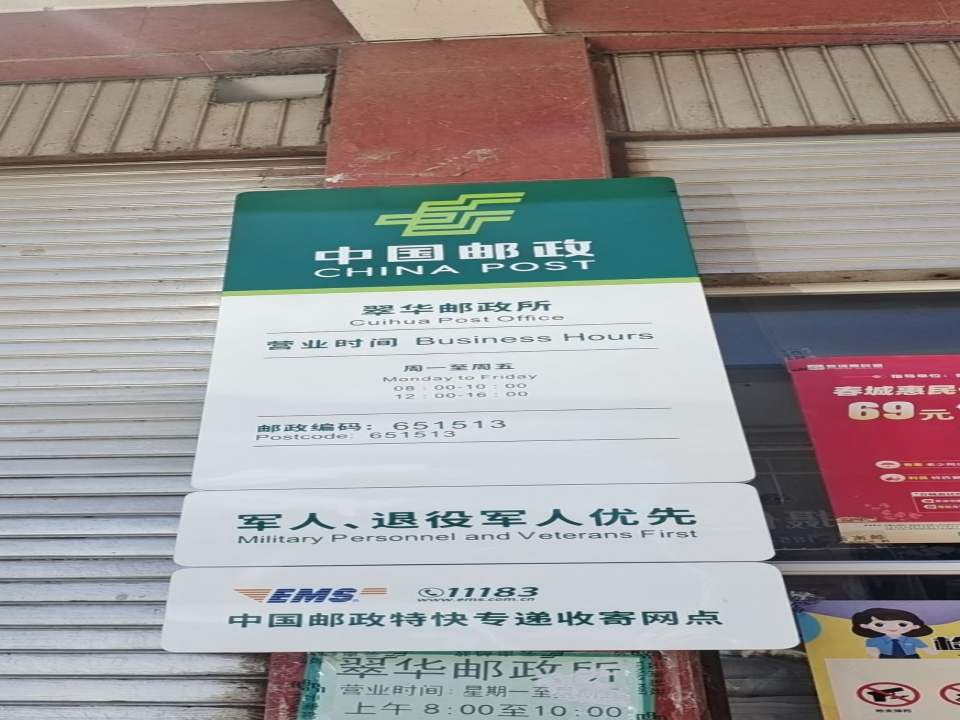 中国邮政
CHINA POST
翠华邮政所
Cuihua Post Office
营业时间 Business Hours
周一至周五
Monday to Friday
08：00-10：00
12：00-16：00
邮政编码：651513
Postcode: 651513
军人、退役军人优先
Military Personnel and Veterans First
EMS 11183
www.ems.com.cn
中国邮政特快专递收寄网点
翠华邮政所
营业时间：星期一至
上午 8:00至10:00
春城惠民
69元